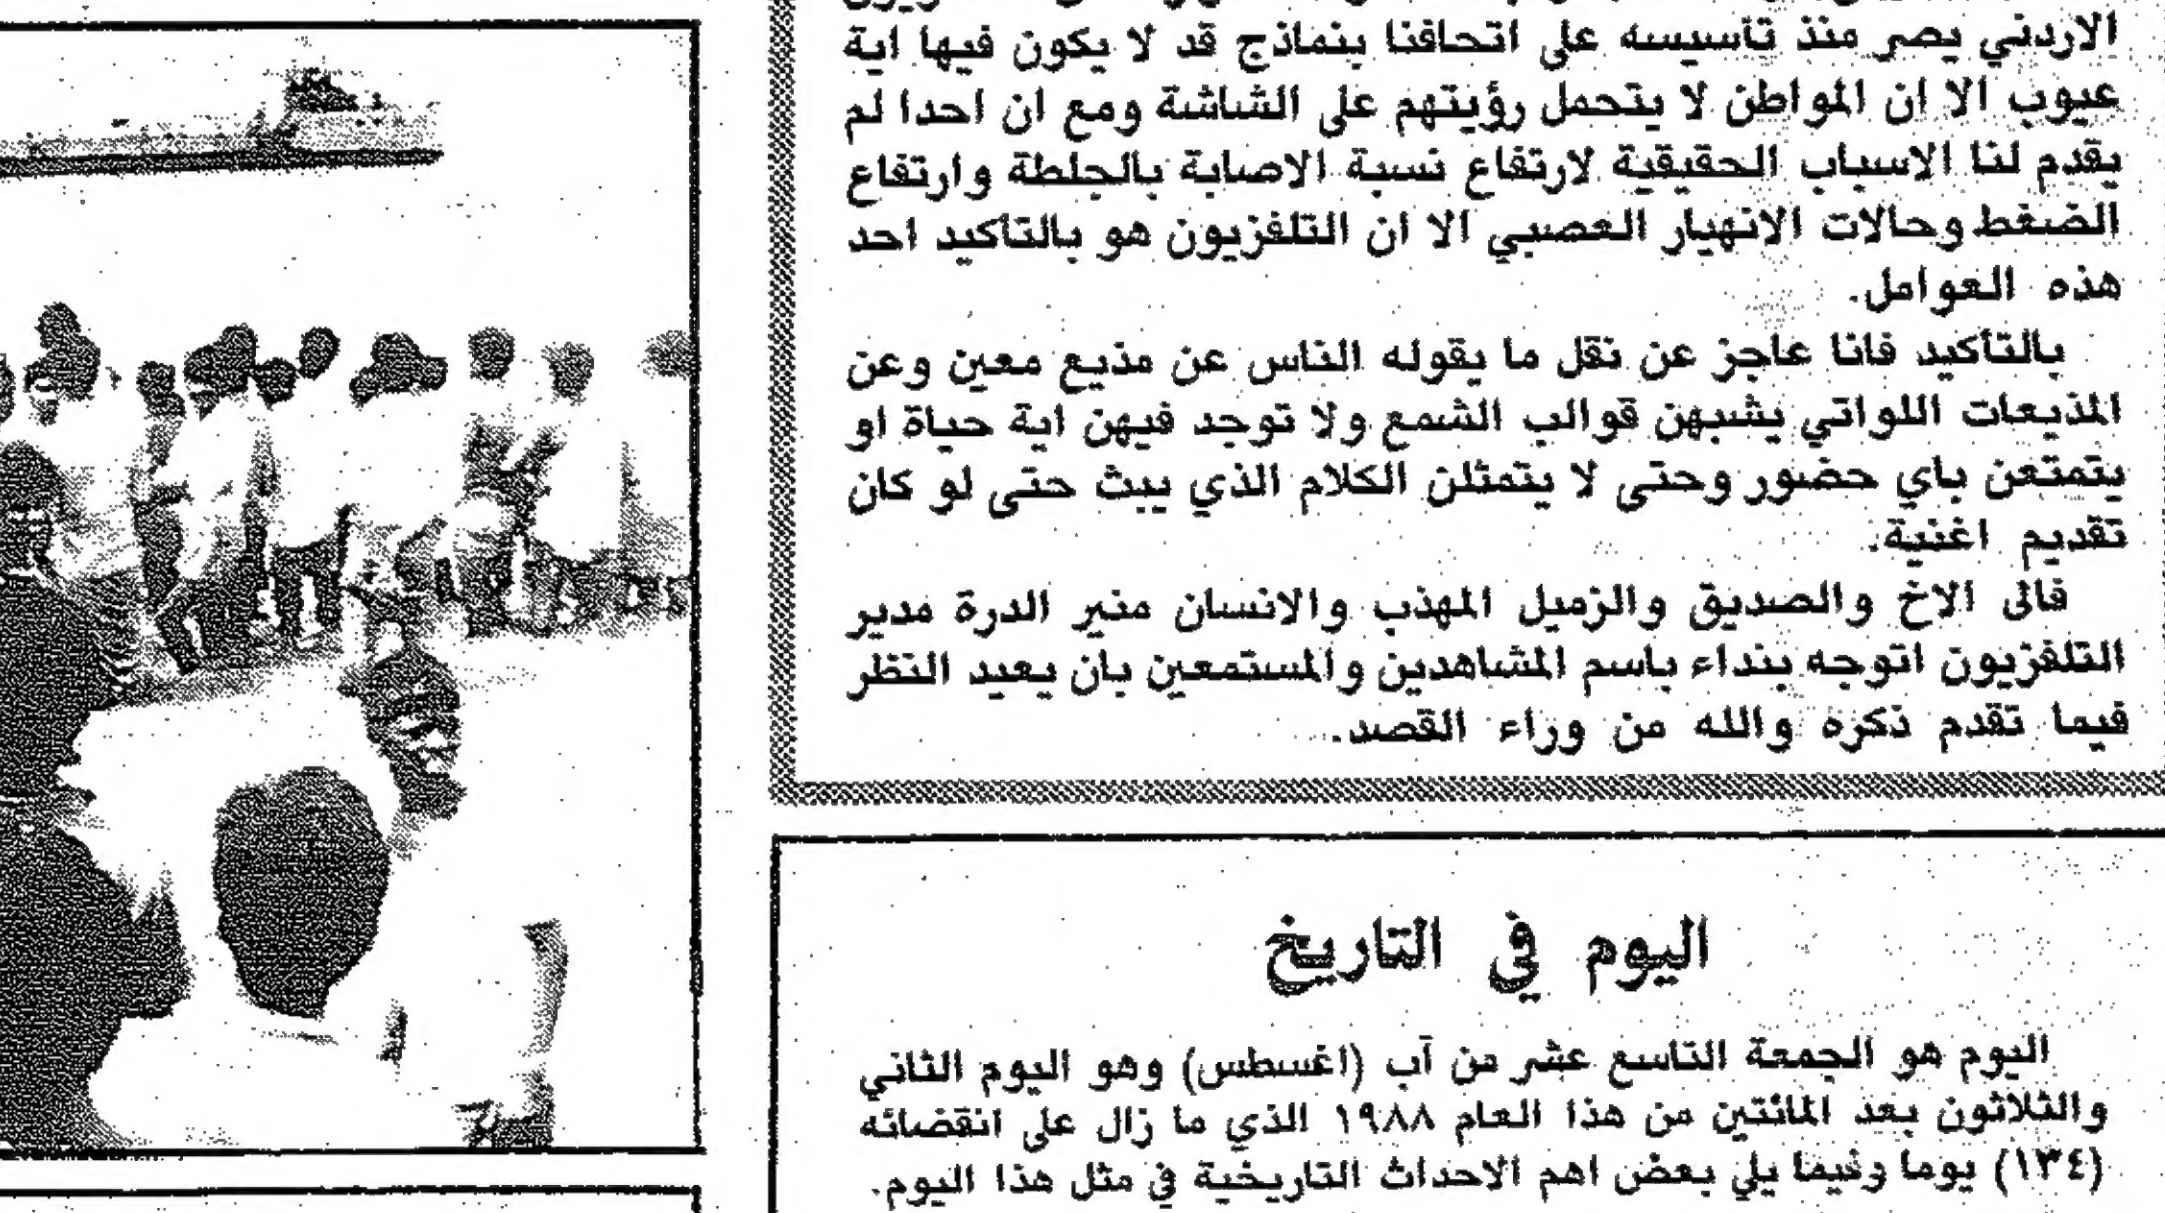 الاردني يصر منذ تأسيسه على اتحافنا بنماذج قد لا يكون فيها اية
عيوب الا ان المواطن لا يتحمل رؤيتهم على الشاشة ومع ان احدا لم
يقدم لنا الاسباب الحقيقية لارتفاع نسبة الاصابة بالجلطة وارتفاع
الضغط وحالات الانهيار العصبي الا ان التلفزيون هو بالتأكيد احد
هذه العوامل.
بالتأكيد فانا عاجز عن نقل ما يقوله الناس عن مذيع معين وعن
المذيعات اللواتي يشبهن قوالب الشمع ولا توجد فيهن اية حياة او
يتمتعن باي حضور وحتى لا يتمثلن الكلام الذي يبث حتى لو كان
تقديم اغنية.
فالى الاخ والصديق والزميل المهذب والانسان منير الدرة مدير
التلفزيون اتوجه بنداء باسم المشاهدين والمستمعين بان يعيد النظر
فيما تقدم ذكره والله من وراء القصد.
اليوم في التاريخ
اليوم هو الجمعة التاسع عشر من آب (اغسطس) وهو اليوم الثاني
والثلاثون بعد المائتين من هذا العام ١٩٨٨ الذي ما زال على انقضائه
(١٣٤) يوما وفيما يلي بعض اهم الاحداث التاريخية في مثل هذا اليوم.